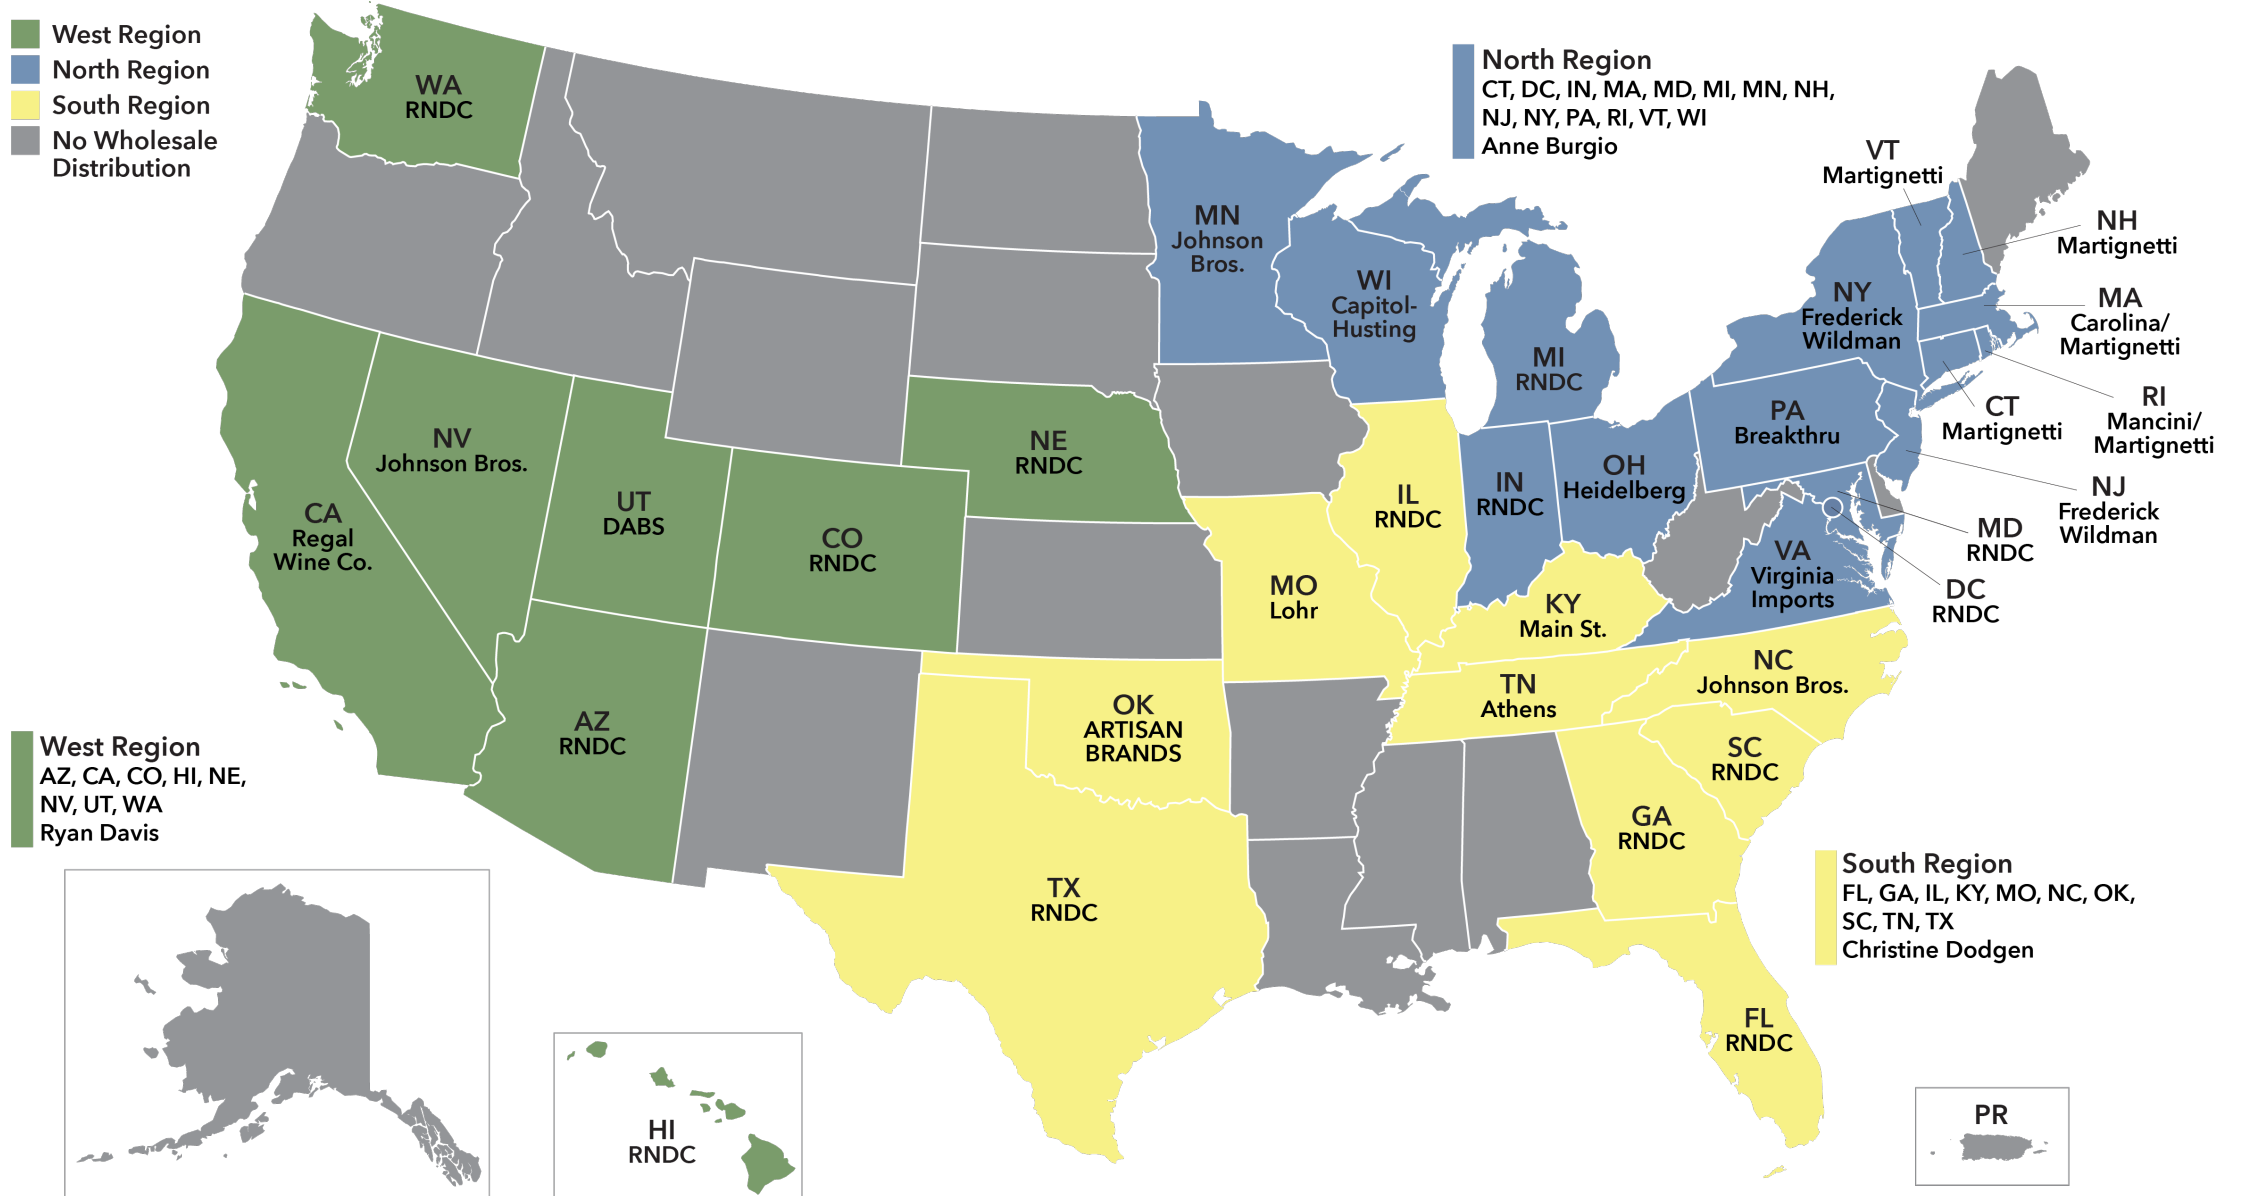 West Region
North Region
South Region
No Wholesale
Distribution
North Region
CT, DC, IN, MA, MD, MI, MN, NH,
NJ, NY, PA, RI, VT, WI
Anne Burgio
WA
RNDC
VT
Martignetti
NH
Martignetti
MN
Johnson
Bros.
WI
Capitol-
Husting
NY
Frederick
Wildman
MA
Carolina/
Martignetti
MI
RNDC
RI
Mancini/
Martignetti
CT
Martignetti
PA
Breakthru
NV
Johnson Bros.
NE
RNDC
OH
Heidelberg
IN
RNDC
IL
RNDC
NJ
Frederick
Wildman
UT
DABS
CA
Regal
Wine Co.
CO
RNDC
MD
RNDC
VA
Virginia
Imports
DC
RNDC
MO
Lohr
KY
Main St.
NC
Johnson Bros.
TN
Athens
OK
ARTISAN
BRANDS
AZ
RNDC
SC
RNDC
West Region
AZ, CA, CO, HI, NE,
NV, UT, WA
Ryan Davis
GA
RNDC
TX
RNDC
South Region
FL, GA, IL, KY, MO, NC, OK,
SC, TN, TX
Christine Dodgen
FL
RNDC
HI
RNDC
PR